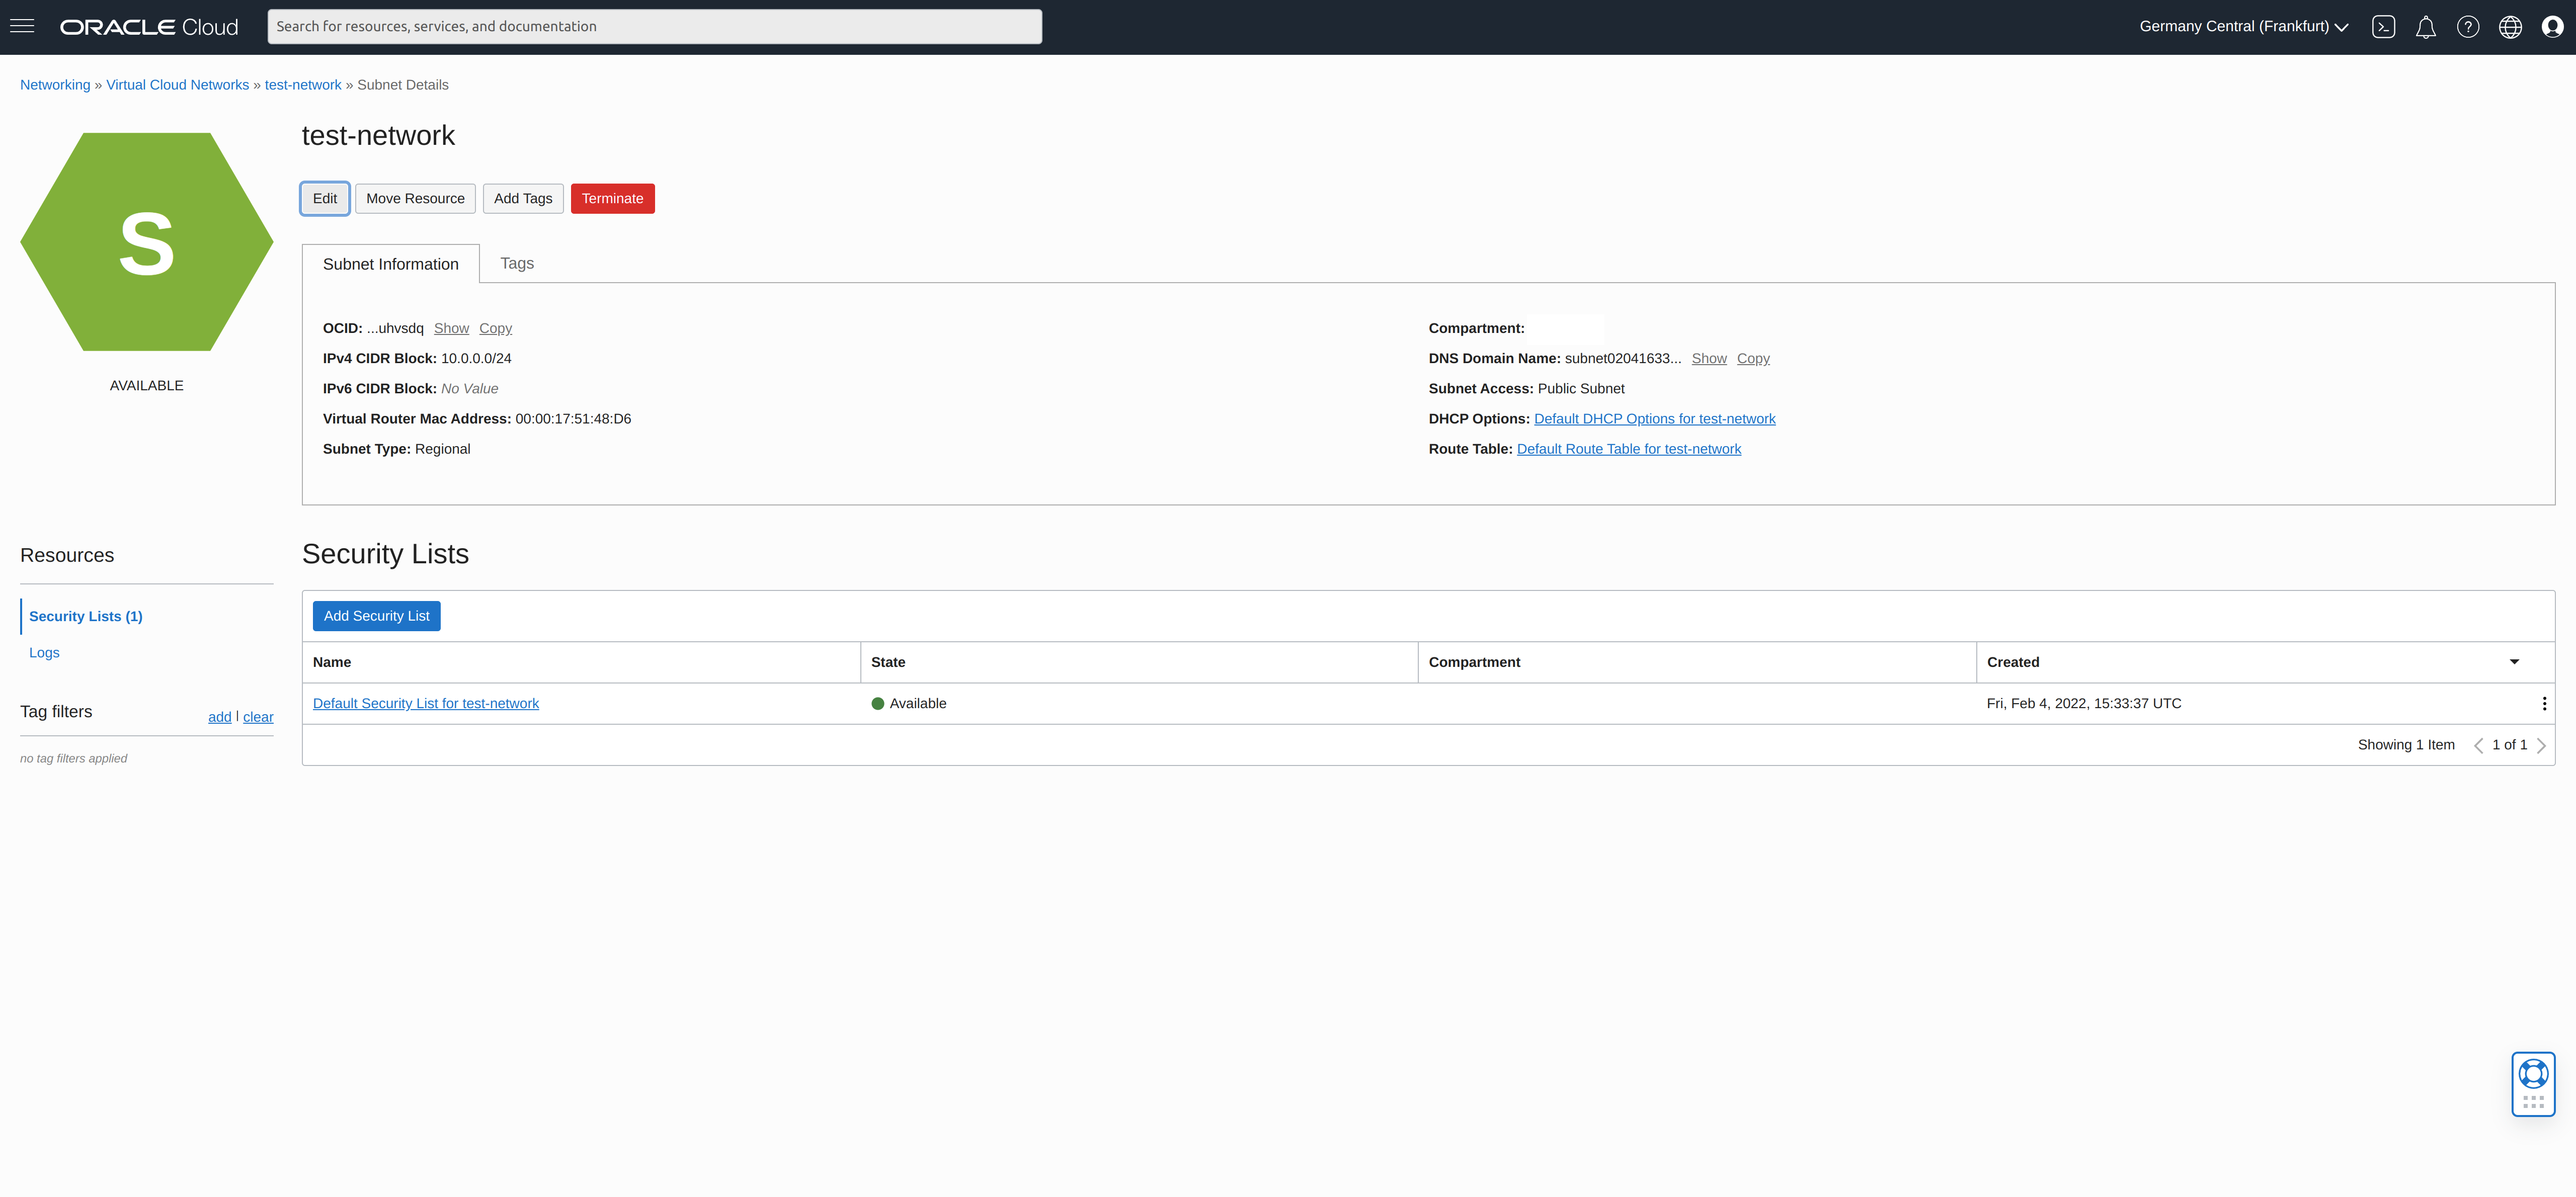 ORACLE Cloud
Search for resources, services, and documentation
Germany Central (Frankfurt)
Networking » Virtual Cloud Networks » test-network » Subnet Details
S
AVAILABLE
test-network
Edit Move Resource Add Tags Terminate
Subnet Information Tags
OCID: ...uhvsdq Show Copy
IPv4 CIDR Block: 10.0.0.0/24
IPv6 CIDR Block: No Value
Virtual Router Mac Address: 00:00:17:51:48:D6
Subnet Type: Regional
Compartment:
DNS Domain Name: subnet02041633... Show Copy
Subnet Access: Public Subnet
DHCP Options: Default DHCP Options for test-network
Route Table: Default Route Table for test-network
Resources
Security Lists (1)
Logs
Tag filters add | clear
no tag filters applied
Security Lists
Add Security List
Name State Compartment Created
Default Security List for test-network Available Fri, Feb 4, 2022, 15:33:37 UTC
Showing 1 Item 1 of 1